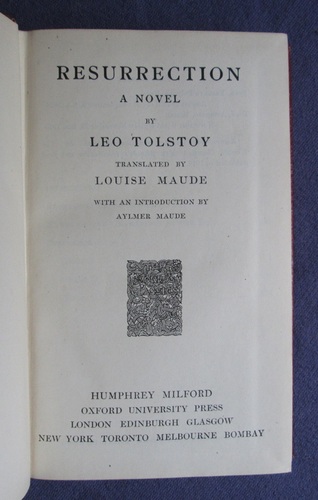 RESURRECTION
A NOVEL
BY
LEO TOLSTOY
TRANSLATED BY
LOUISE MAUDE
WITH AN INTRODUCTION BY
AYLMER MAUDE
HUMPHREY MILFORD
OXFORD UNIVERSITY PRESS
LONDON EDINBURGH GLASGOW
NEW YORK TORONTO MELBOURNE BOMBAY